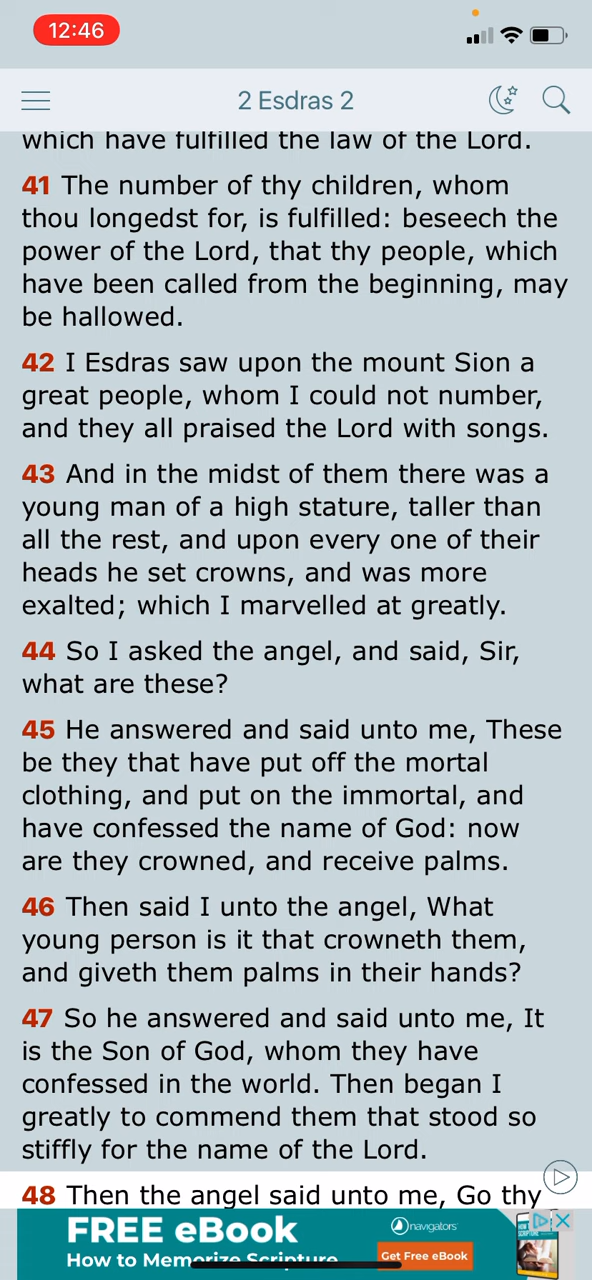 12:46
2 Esdras 2
which have fulfilled the law of the Lord.
41 The number of thy children, whom
thou longedst for, is fulfilled: beseech the
power of the Lord, that thy people, which
have been called from the beginning, may
be hallowed.
42 I Esdras saw upon the mount Sion a
great people, whom I could not number,
and they all praised the Lord with songs.
43 And in the midst of them there was a
young man of a high stature, taller than
all the rest, and upon every one of their
heads he set crowns, and was more
exalted; which I marvelled at greatly.
44 So I asked the angel, and said, Sir,
what are these?
45 He answered and said unto me, These
be they that have put off the mortal
clothing, and put on the immortal, and
have confessed the name of God: now
are they crowned, and receive palms.
46 Then said I unto the angel, What
young person is it that crowneth them,
and giveth them palms in their hands?
47 So he answered and said unto me, It
is the Son of God, whom they have
confessed in the world. Then began I
greatly to commend them that stood so
stiffly for the name of the Lord.
48 Then the angel said unto me, Go thy
FREE eBook
How to Memorize Scripture
navigators
Get Free eBook